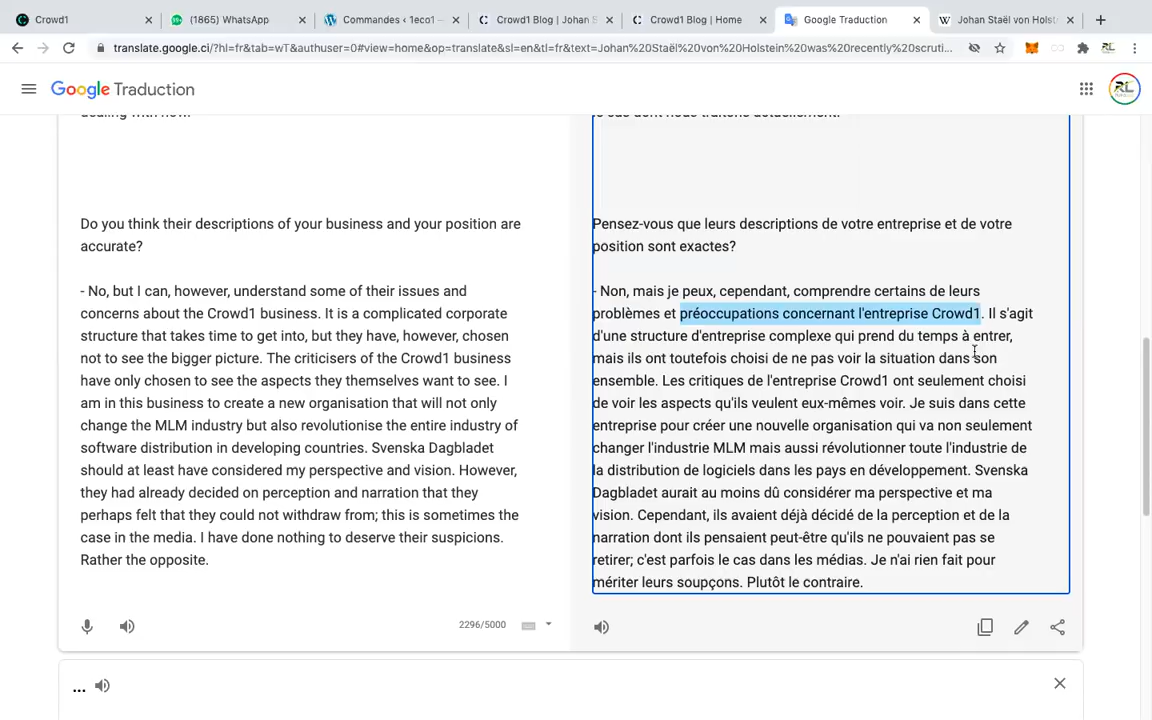 Crowd1
(1865) WhatsApp
Commandes ‹ 1eco1 –
Crowd1 Blog | Johan S
Crowd1 Blog | Home
Google Traduction
Johan Staël von Holst
translate.google.ci/?hl=fr&tab=wT&authuser=0#view=home&op=translate&sl=en&tl=fr&text=Johan%20Staël%20von%20Holstein%20was%20recently%20scruti...
Google Traduction
Do you think their descriptions of your business and your position are
accurate?
- No, but I can, however, understand some of their issues and
concerns about the Crowd1 business. It is a complicated corporate
structure that takes time to get into, but they have, however, chosen
not to see the bigger picture. The criticisers of the Crowd1 business
have only chosen to see the aspects they themselves want to see. I
am in this business to create a new organisation that will not only
change the MLM industry but also revolutionise the entire industry of
software distribution in developing countries. Svenska Dagbladet
should at least have considered my perspective and vision. However,
they had already decided on perception and narration that they
perhaps felt that they could not withdraw from; this is sometimes the
case in the media. I have done nothing to deserve their suspicions.
Rather the opposite.
2296/5000
Pensez-vous que leurs descriptions de votre entreprise et de votre
position sont exactes?
- Non, mais je peux, cependant, comprendre certains de leurs
problèmes et préoccupations concernant l'entreprise Crowd1. Il s'agit
d'une structure d'entreprise complexe qui prend du temps à entrer,
mais ils ont toutefois choisi de ne pas voir la situation dans son
ensemble. Les critiques de l'entreprise Crowd1 ont seulement choisi
de voir les aspects qu'ils veulent eux-mêmes voir. Je suis dans cette
entreprise pour créer une nouvelle organisation qui va non seulement
changer l'industrie MLM mais aussi révolutionner toute l'industrie de
la distribution de logiciels dans les pays en développement. Svenska
Dagbladet aurait au moins dû considérer ma perspective et ma
vision. Cependant, ils avaient déjà décidé de la perception et de la
narration dont ils pensaient peut-être qu'ils ne pouvaient pas se
retirer; c'est parfois le cas dans les médias. Je n'ai rien fait pour
mériter leurs soupçons. Plutôt le contraire.
...